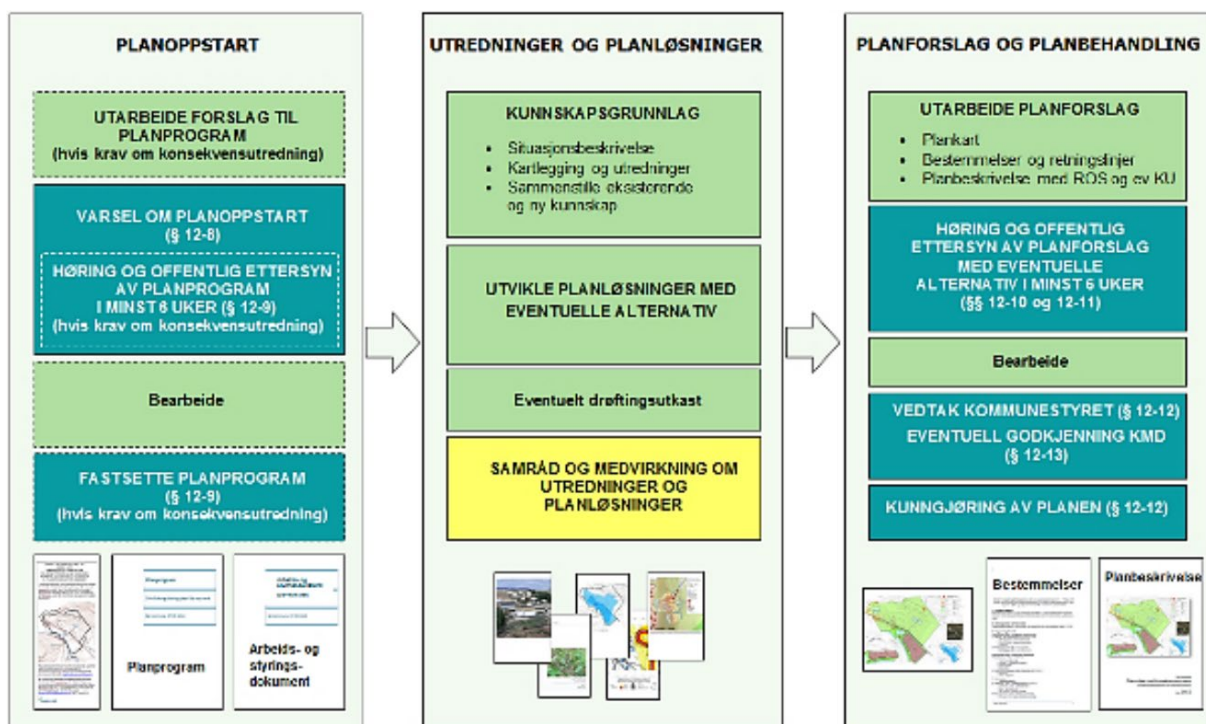 PLANOPPSTART
UTARBEIDE FORSLAG TIL
PLANPROGRAM
(hvis krav om konsekvensutredning)
VARSEL OM PLANOPPSTART
(§ 12-8)
HØRING OG OFFENTLIG ETTERSYN
AV PLANPROGRAM
I MINST 6 UKER (§ 12-9)
(hvis krav om konsekvensutredning)
Bearbeide
FASTSETTE PLANPROGRAM
(§ 12-9)
(hvis krav om konsekvensutredning)
Planprogram
Arbeids- og
styrings-
dokument
UTREDNINGER OG PLANLØSNINGER
KUNNSKAPSGRUNNLAG
• Situasjonsbeskrivelse
• Kartlegging og utredninger
• Sammenstille eksisterende
og ny kunnskap
UTVIKLE PLANLØSNINGER MED
EVENTUELLE ALTERNATIV
Eventuelt drøftingsutkast
SAMRÅD OG MEDVIRKNING OM
UTREDNINGER OG
PLANLØSNINGER
PLANFORSLAG OG PLANBEHANDLING
UTARBEIDE PLANFORSLAG
• Plankart
• Bestemmelser og retningslinjer
• Planbeskrivelse med ROS og ev KU
HØRING OG OFFENTLIG
ETTERSYN AV PLANFORSLAG
MED EVENTUELLE
ALTERNATIV I MINST 6 UKER
(§§ 12-10 og 12-11)
Bearbeide
VEDTAK KOMMUNESTYRET (§ 12-12)
EVENTUELL GODKJENNING KMD
(§ 12-13)
KUNNGJØRING AV PLANEN (§ 12-12)
Bestemmelser
Planbeskrivelse